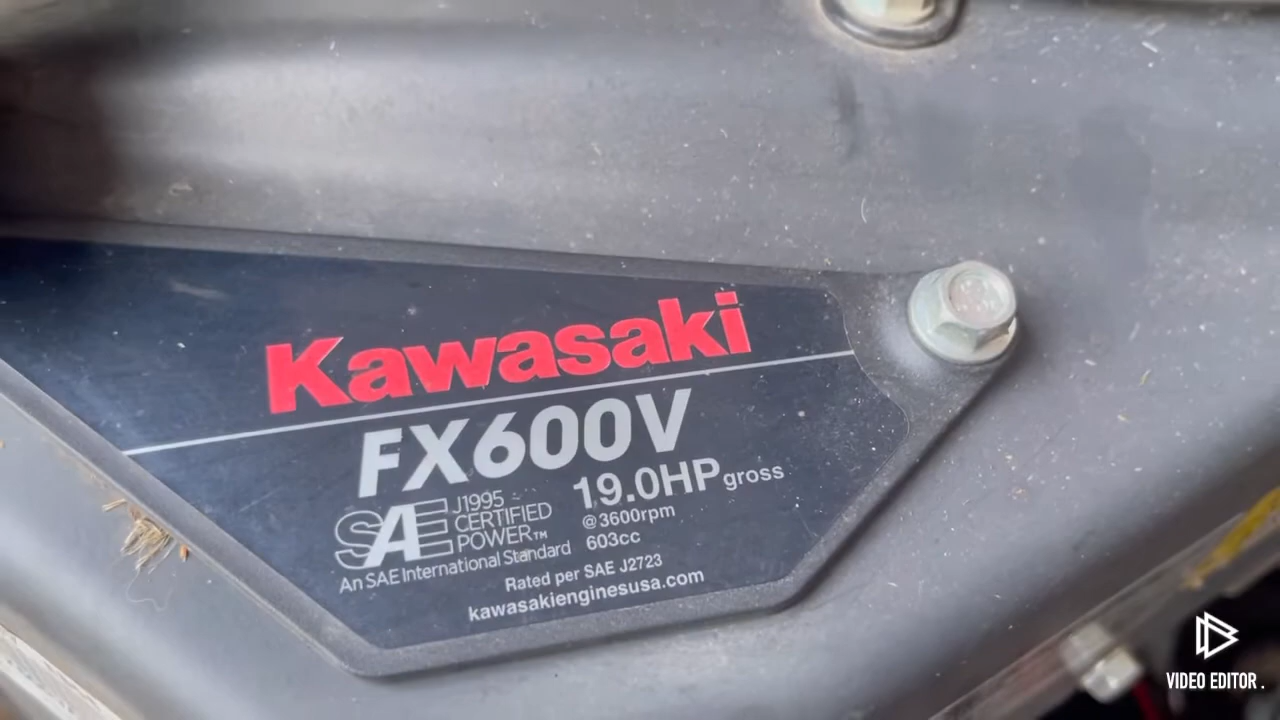 Kawasaki
FX600V
SAE J1995 CERTIFIED POWER™
An SAE International Standard
19.0HP gross
@3600rpm
603cc
Rated per SAE J2723
kawasakienginesusa.com
VIDEO EDITOR .